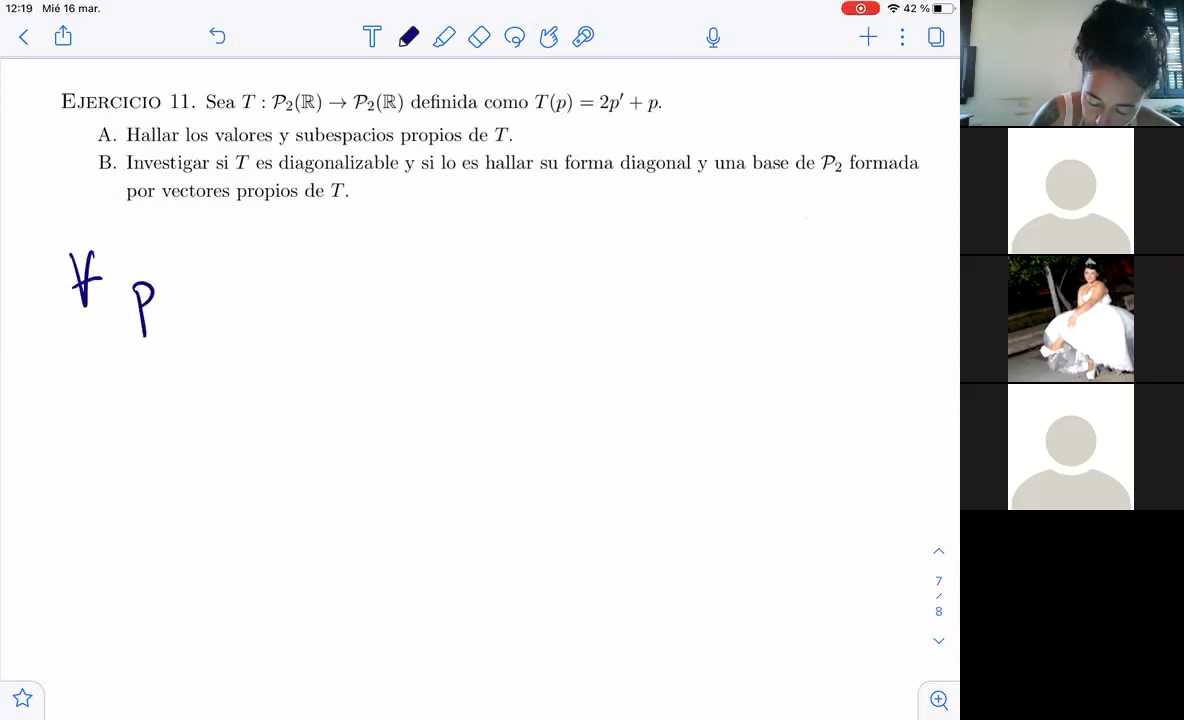 12:19 Mié 16 mar.
42 %
EJERCICIO 11. Sea T : P₂(ℝ) → P₂(ℝ) definida como T(p) = 2p′ + p.
A. Hallar los valores y subespacios propios de T.
B. Investigar si T es diagonalizable y si lo es hallar su forma diagonal y una base de P₂ formada
por vectores propios de T.
∀ p
7
/
8